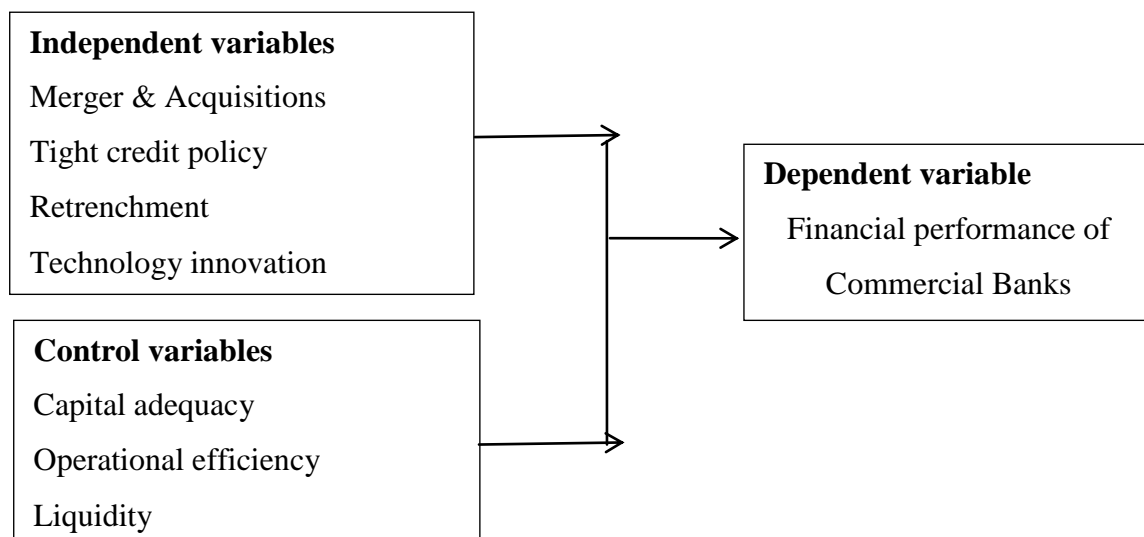 Independent variables
Merger & Acquisitions
Tight credit policy
Retrenchment
Technology innovation
Dependent variable
Financial performance of
Commercial Banks
Control variables
Capital adequacy
Operational efficiency
Liquidity